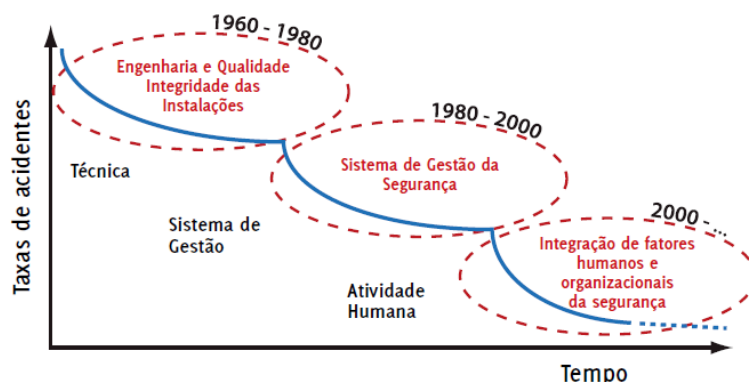 1960 - 1980
Engenharia e Qualidade
Integridade das
Instalações
Técnica
1980 - 2000
Sistema de Gestão da
Segurança
Sistema de
Gestão
2000 - ...
Integração de fatores
humanos e
organizacionais
da segurança
Atividade
Humana
Taxas de acidentes
Tempo